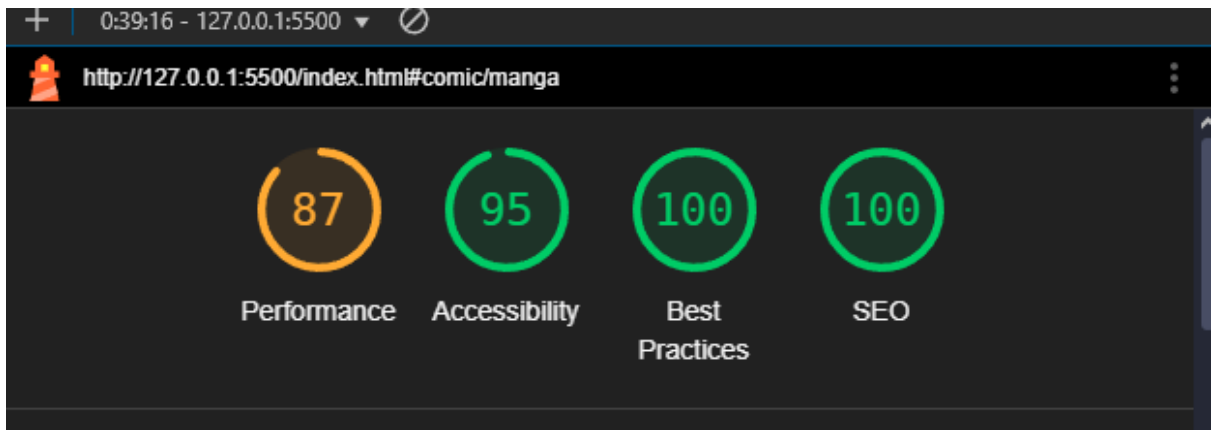 0:39:16 - 127.0.0.1:5500
http://127.0.0.1:5500/index.html#comic/manga
87 95 100 100
Performance Accessibility Best Practices SEO